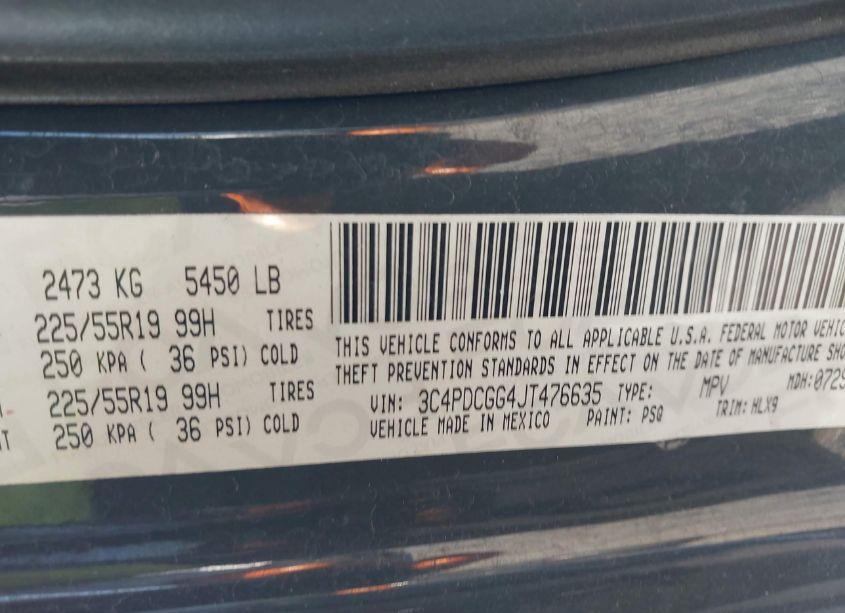 2473 KG 5450 LB
225/55R19 99H TIRES
250 KPA ( 36 PSI) COLD
225/55R19 99H TIRES
250 KPA ( 36 PSI) COLD
THIS VEHICLE CONFORMS TO ALL APPLICABLE U.S.A. FEDERAL MOTOR VEHIC
THEFT PREVENTION STANDARDS IN EFFECT ON THE DATE OF MANUFACTURE SHO
VIN: 3C4PDCGG4JT476635 TYPE: MPV MDH:0729
VEHICLE MADE IN MEXICO PAINT: PSQ TRIM: HLX9